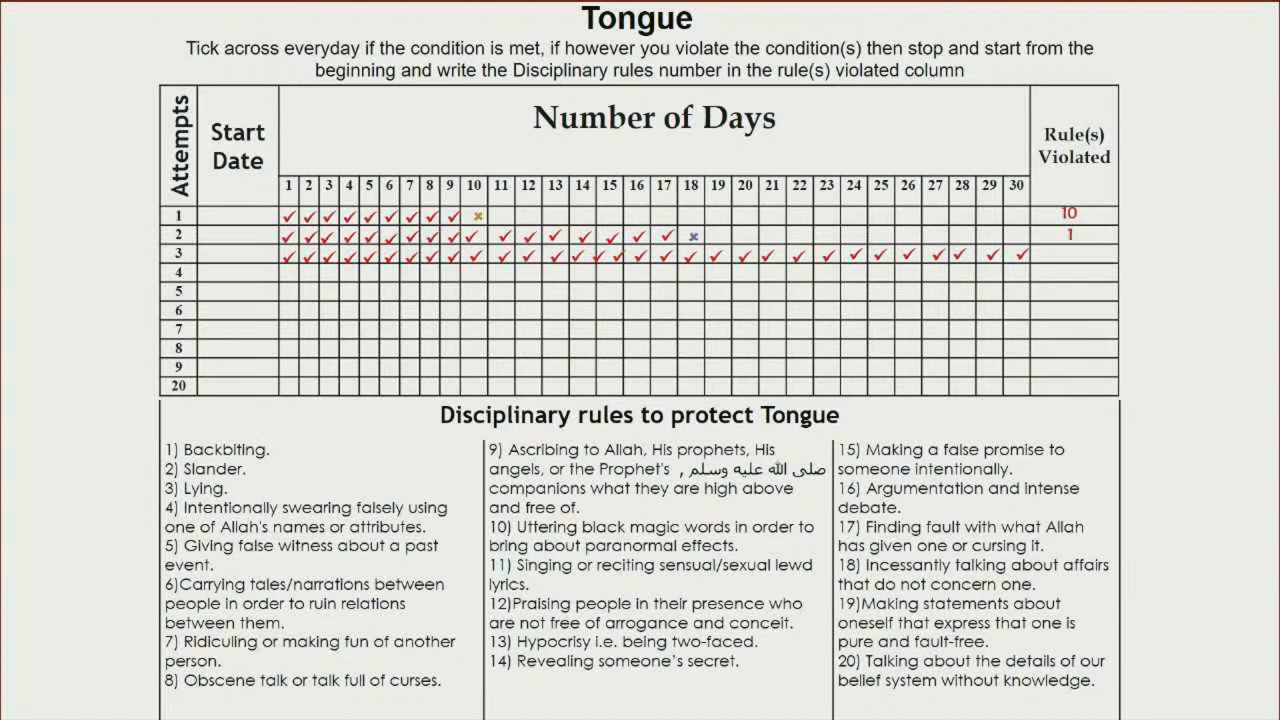 Tongue
Tick across everyday if the condition is met, if however you violate the condition(s) then stop and start from the
beginning and write the Disciplinary rules number in the rule(s) violated column
Attempts
Start
Date
Number of Days
Rule(s)
Violated
1 2 3 4 5 6 7 8 9 10 11 12 13 14 15 16 17 18 19 20 21 22 23 24 25 26 27 28 29 30
1 ✓ ✓ ✓ ✓ ✓ ✓ ✓ ✓ ✓ × 10
2 ✓ ✓ ✓ ✓ ✓ ✓ ✓ ✓ ✓ ✓ ✓ ✓ ✓ ✓ ✓ ✓ ✓ × 1
3 ✓ ✓ ✓ ✓ ✓ ✓ ✓ ✓ ✓ ✓ ✓ ✓ ✓ ✓ ✓ ✓ ✓ ✓ ✓ ✓ ✓ ✓ ✓ ✓ ✓ ✓ ✓ ✓ ✓ ✓ ✓
4
5
6
7
8
9
20
Disciplinary rules to protect Tongue
1) Backbiting.
2) Slander.
3) Lying.
4) Intentionally swearing falsely using
one of Allah's names or attributes.
5) Giving false witness about a past
event.
6)Carrying tales/narrations between
people in order to ruin relations
between them.
7) Ridiculing or making fun of another
person.
8) Obscene talk or talk full of curses.
9) Ascribing to Allah, His prophets, His
angels, or the Prophet's صلى الله عليه وسلم ,
companions what they are high above
and free of.
10) Uttering black magic words in order to
bring about paranormal effects.
11) Singing or reciting sensual/sexual lewd
lyrics.
12)Praising people in their presence who
are not free of arrogance and conceit.
13) Hypocrisy i.e. being two-faced.
14) Revealing someone's secret.
15) Making a false promise to
someone intentionally.
16) Argumentation and intense
debate.
17) Finding fault with what Allah
has given one or cursing it.
18) Incessantly talking about affairs
that do not concern one.
19)Making statements about
oneself that express that one is
pure and fault-free.
20) Talking about the details of our
belief system without knowledge.